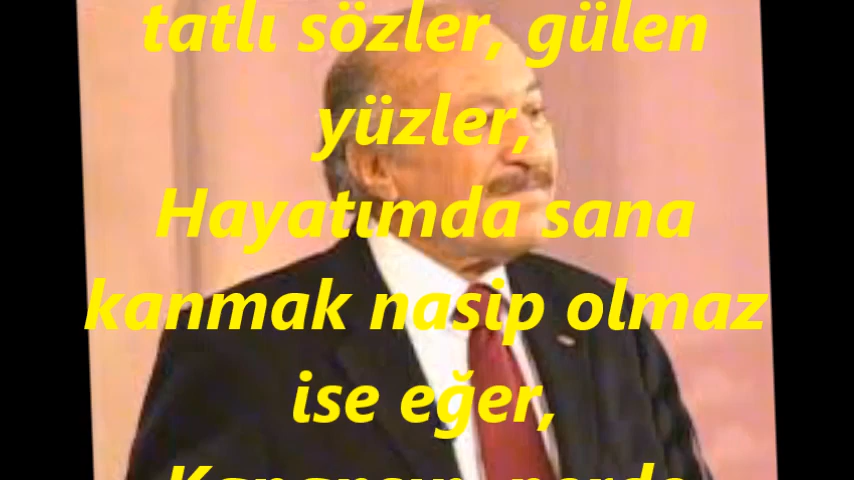 tatlı sözler, gülen
yüzler,
Hayatımda sana
kanmak nasip olmaz
ise eğer,